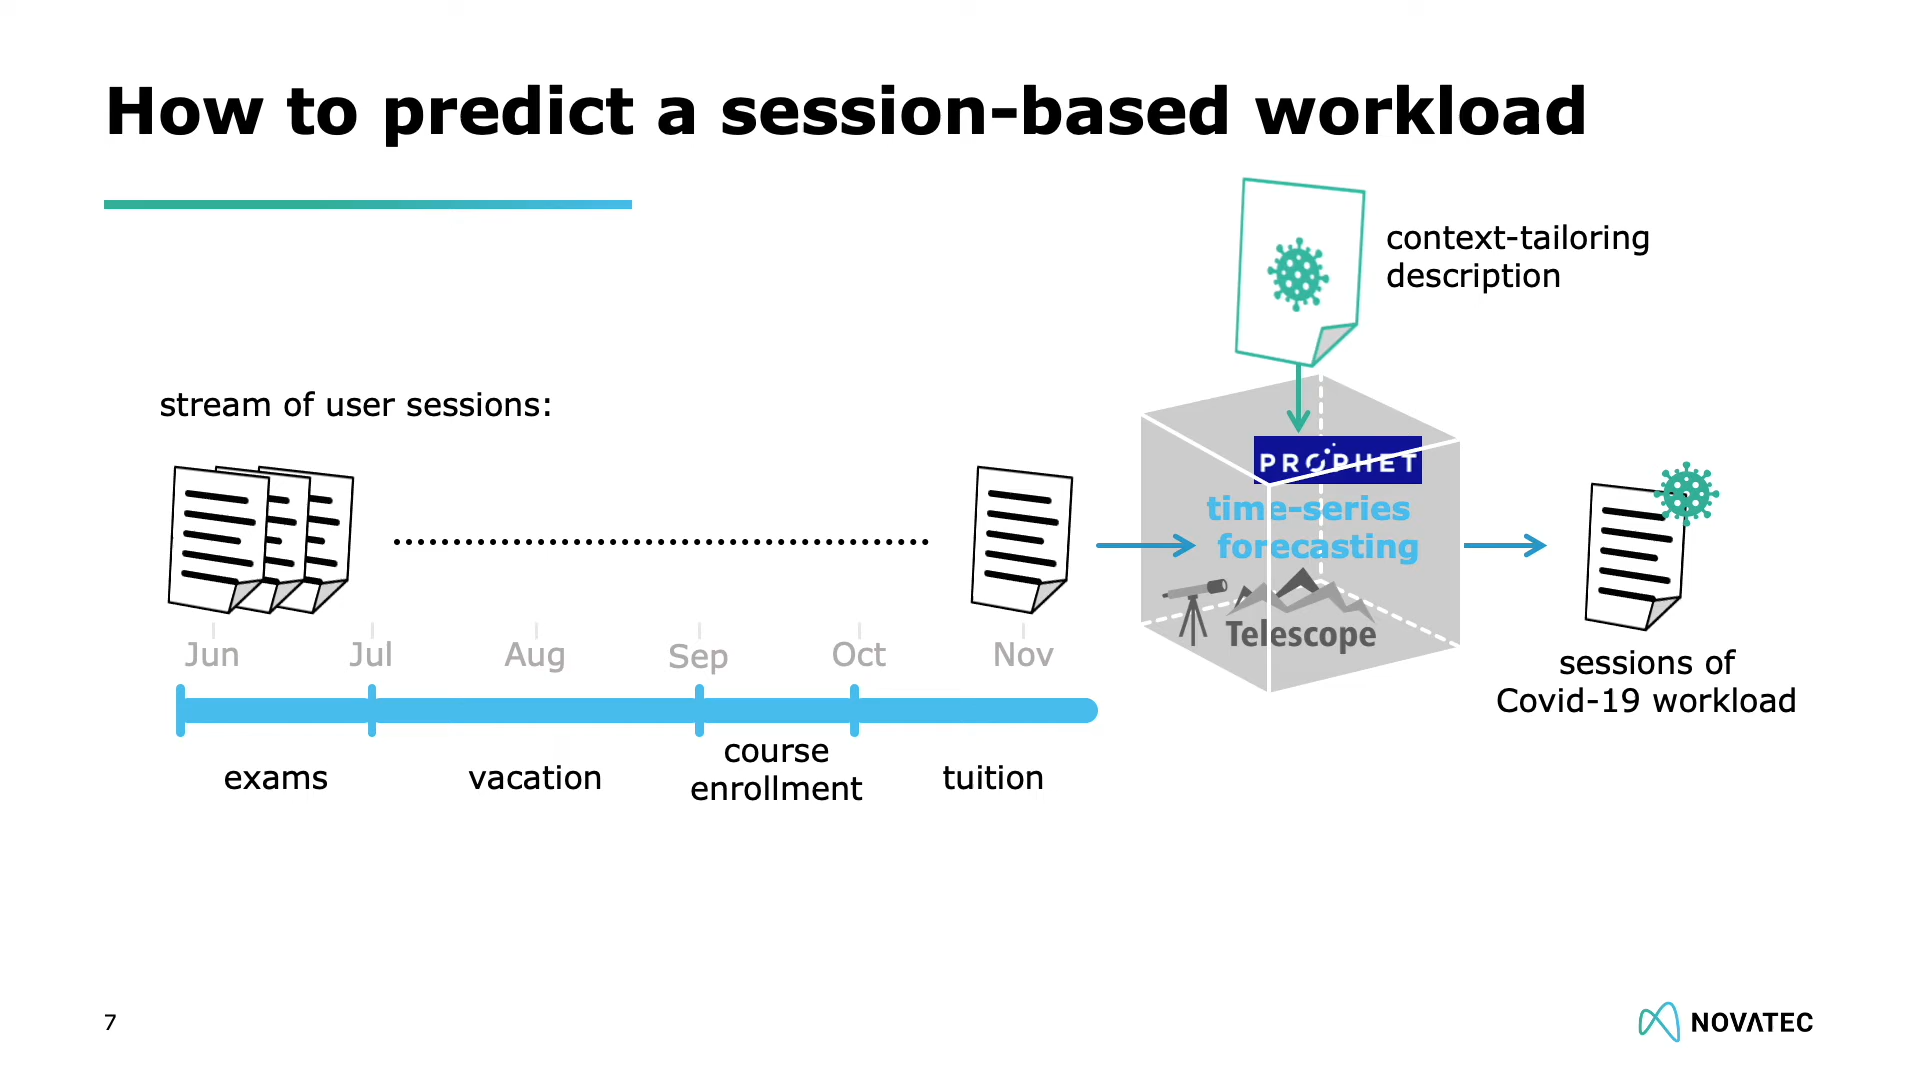 How to predict a session-based workload
context-tailoring
description
stream of user sessions:
PROPHET
time-series
forecasting
Telescope
Jun
Jul
Aug
Sep
Oct
Nov
exams
vacation
course
enrollment
tuition
sessions of
Covid-19 workload
7
NOVATEC